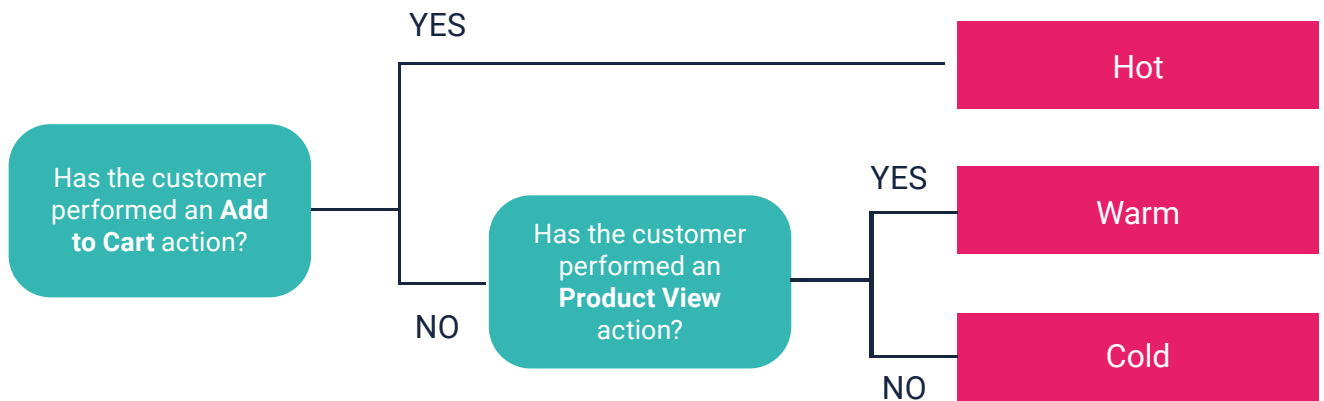 YES
Hot
Has the customer
performed an Add
to Cart action?
YES
Warm
Has the customer
performed an
Product View
action?
NO
Cold
NO